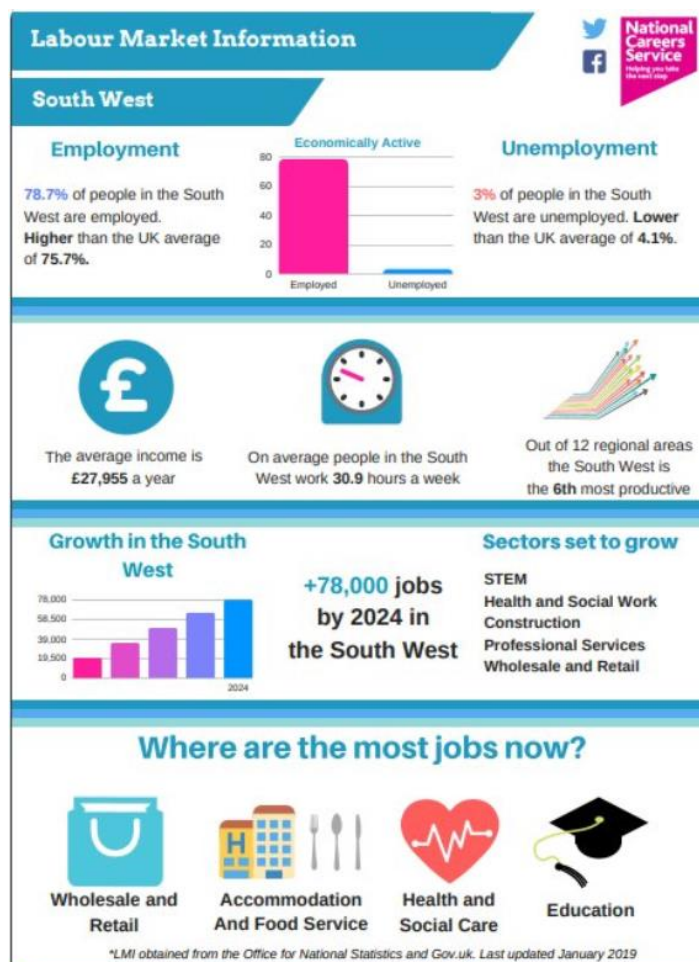 Labour Market Information
National
Careers
Service
Helping you take
the next step
South West
Employment
78.7% of people in the South
West are employed.
Higher than the UK average
of 75.7%.
Economically Active
80
60
40
20
0
Employed
Unemployed
Unemployment
3% of people in the South
West are unemployed. Lower
than the UK average of 4.1%.
The average income is
£27,955 a year
On average people in the South
West work 30.9 hours a week
Out of 12 regional areas
the South West is
the 6th most productive
Growth in the South
West
78,000
58,500
39,000
19,500
0
2024
+78,000 jobs
by 2024 in
the South West
Sectors set to grow
STEM
Health and Social Work
Construction
Professional Services
Wholesale and Retail
Where are the most jobs now?
H
Wholesale and
Retail
Accommodation
And Food Service
Health and
Social Care
Education
*LMI obtained from the Office for National Statistics and Gov.uk. Last updated January 2019